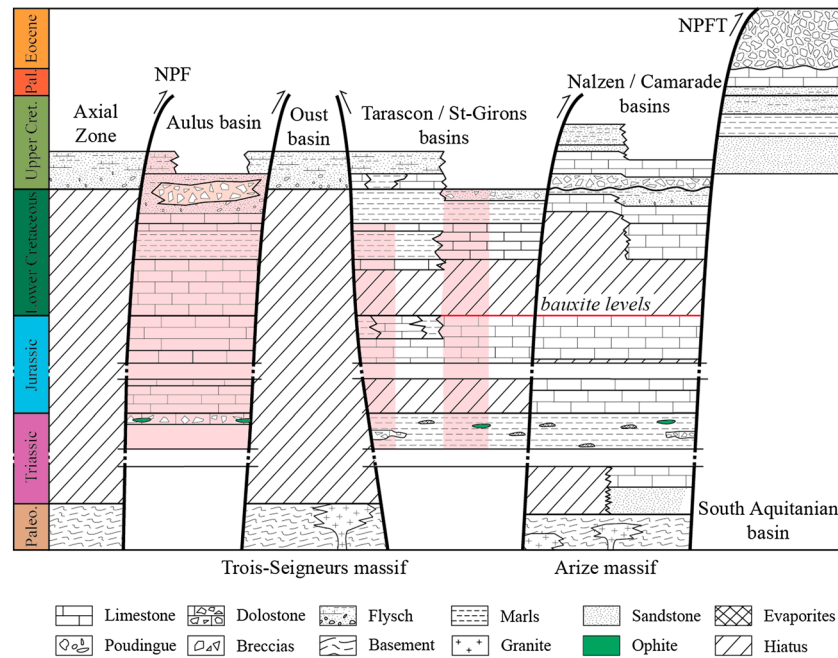 Eocene
Pal.
Upper Cret.
Lower Cretaceous
Jurassic
Triassic
Paleo.
NPFT
NPF
Axial
Zone
Aulus basin
Oust
basin
Tarascon / St-Girons
basins
Nalzen / Camarade
basins
bauxite levels
South Aquitanian
basin
Trois-Seigneurs massif
Arize massif
Limestone
Dolostone
Flysch
Marls
Sandstone
Evaporites
Poudingue
Breccias
Basement
Granite
Ophite
Hiatus